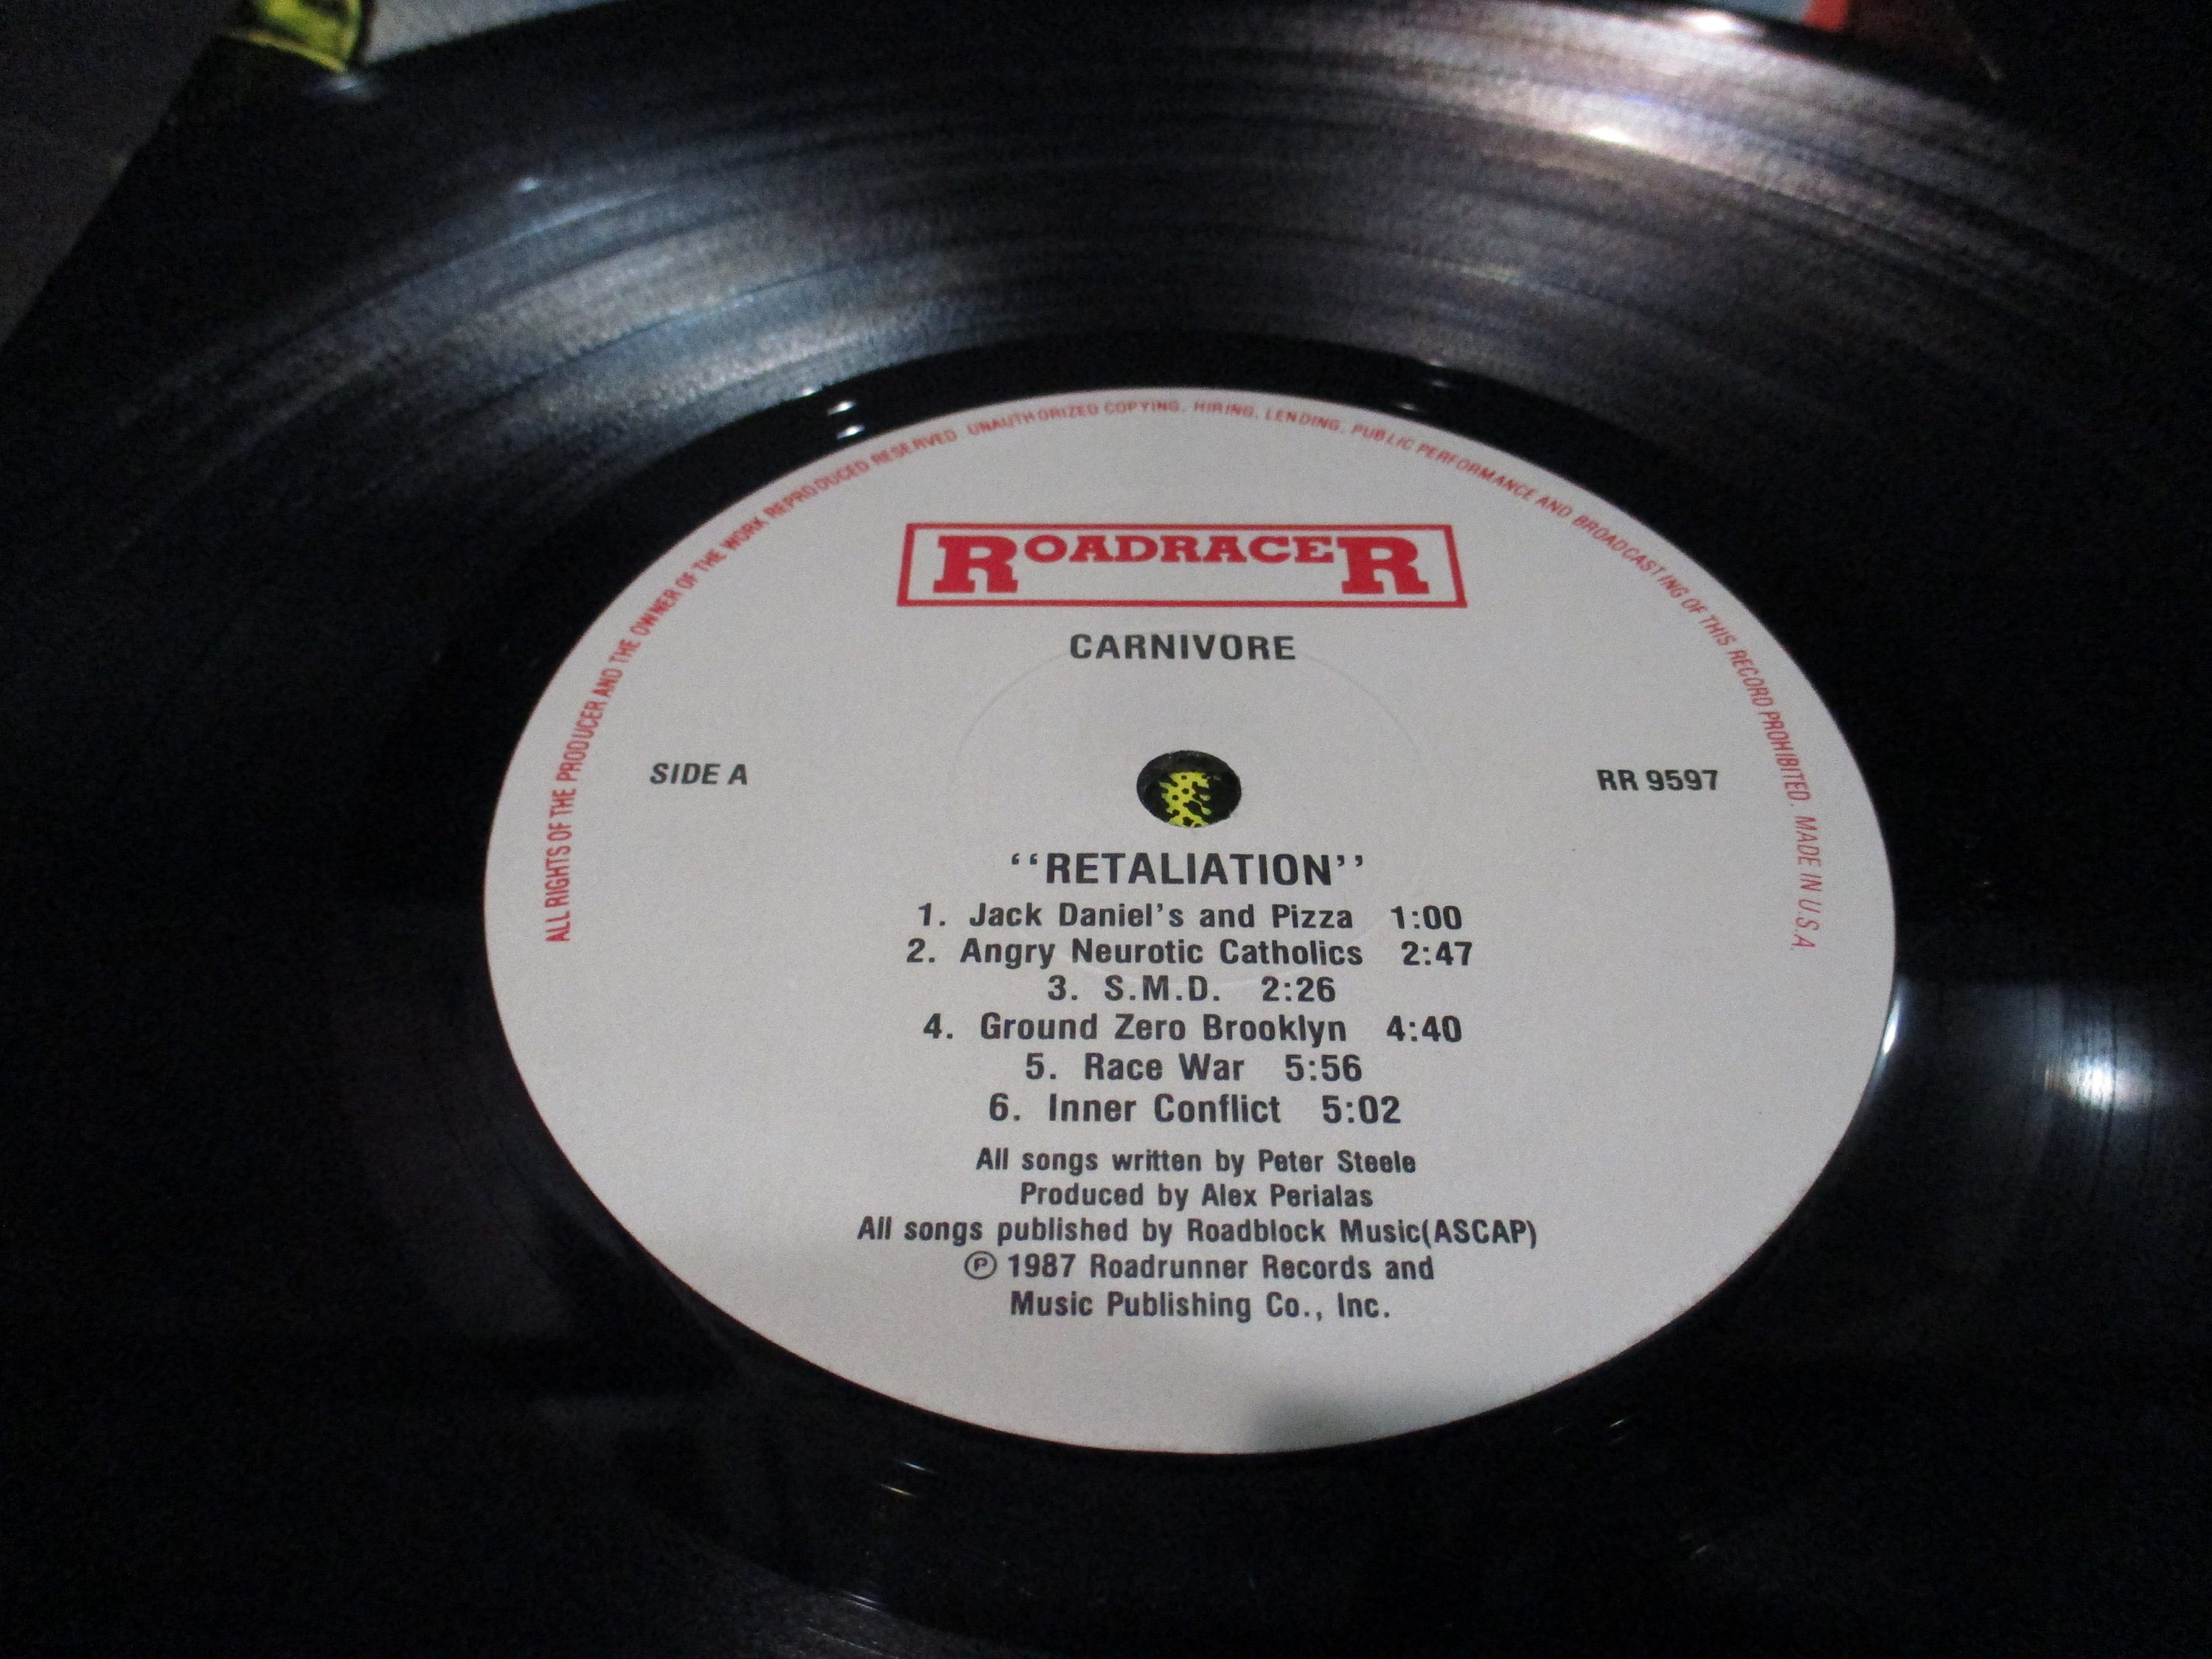 ALL RIGHTS OF THE PRODUCER AND THE OWNER OF THE WORK REPRODUCED RESERVED UNAUTHORIZED COPYING, HIRING, LENDING, PUBLIC PERFORMANCE AND BROADCASTING OF THIS RECORD PROHIBITED. MADE IN U.S.A.
ROADRACER
CARNIVORE
SIDE A
RR 9597
‘‘RETALIATION’’
1. Jack Daniel’s and Pizza 1:00
2. Angry Neurotic Catholics 2:47
3. S.M.D. 2:26
4. Ground Zero Brooklyn 4:40
5. Race War 5:56
6. Inner Conflict 5:02
All songs written by Peter Steele
Produced by Alex Perialas
All songs published by Roadblock Music(ASCAP)
℗ 1987 Roadrunner Records and
Music Publishing Co., Inc.